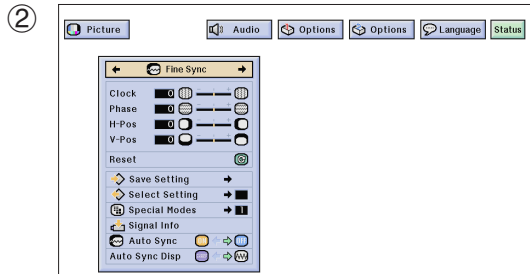 2
Picture Audio Options Options Language Status
Fine Sync
Clock 0
Phase 0
H-Pos 0
V-Pos 0
Reset
Save Setting
Select Setting
Special Modes 1
Signal Info
Auto Sync
Auto Sync Disp